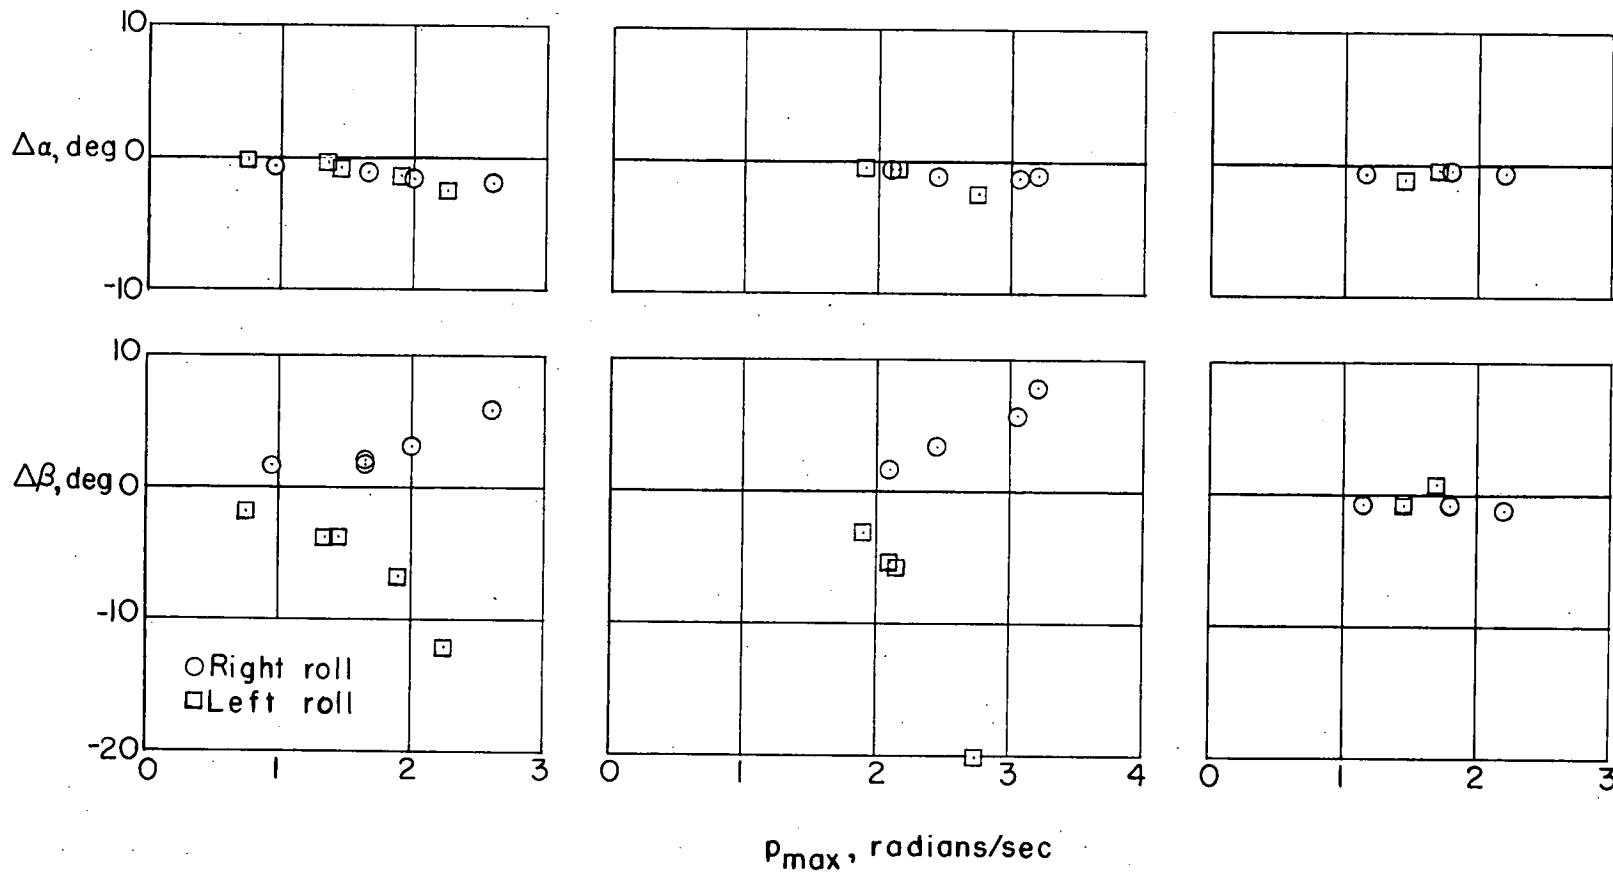 10
Δα, deg 0
-10
10
Δβ, deg 0
-10
○ Right roll
□ Left roll
-20
0 1 2 3
0 1 2 3 4
0 1 2 3
pmax, radians/sec